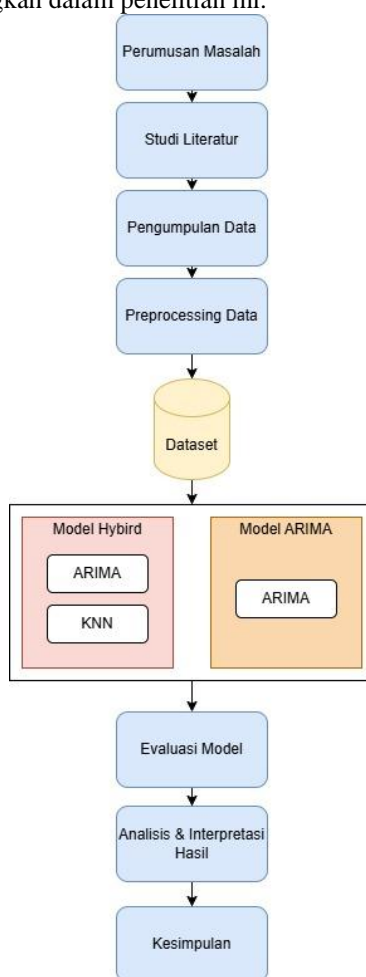 dalam penelitian ini.
Perumusan Masalah
Studi Literatur
Pengumpulan Data
Preprocessing Data
Dataset
Model Hybird
ARIMA
KNN
Model ARIMA
ARIMA
Evaluasi Model
Analisis & Interpretasi
Hasil
Kesimpulan